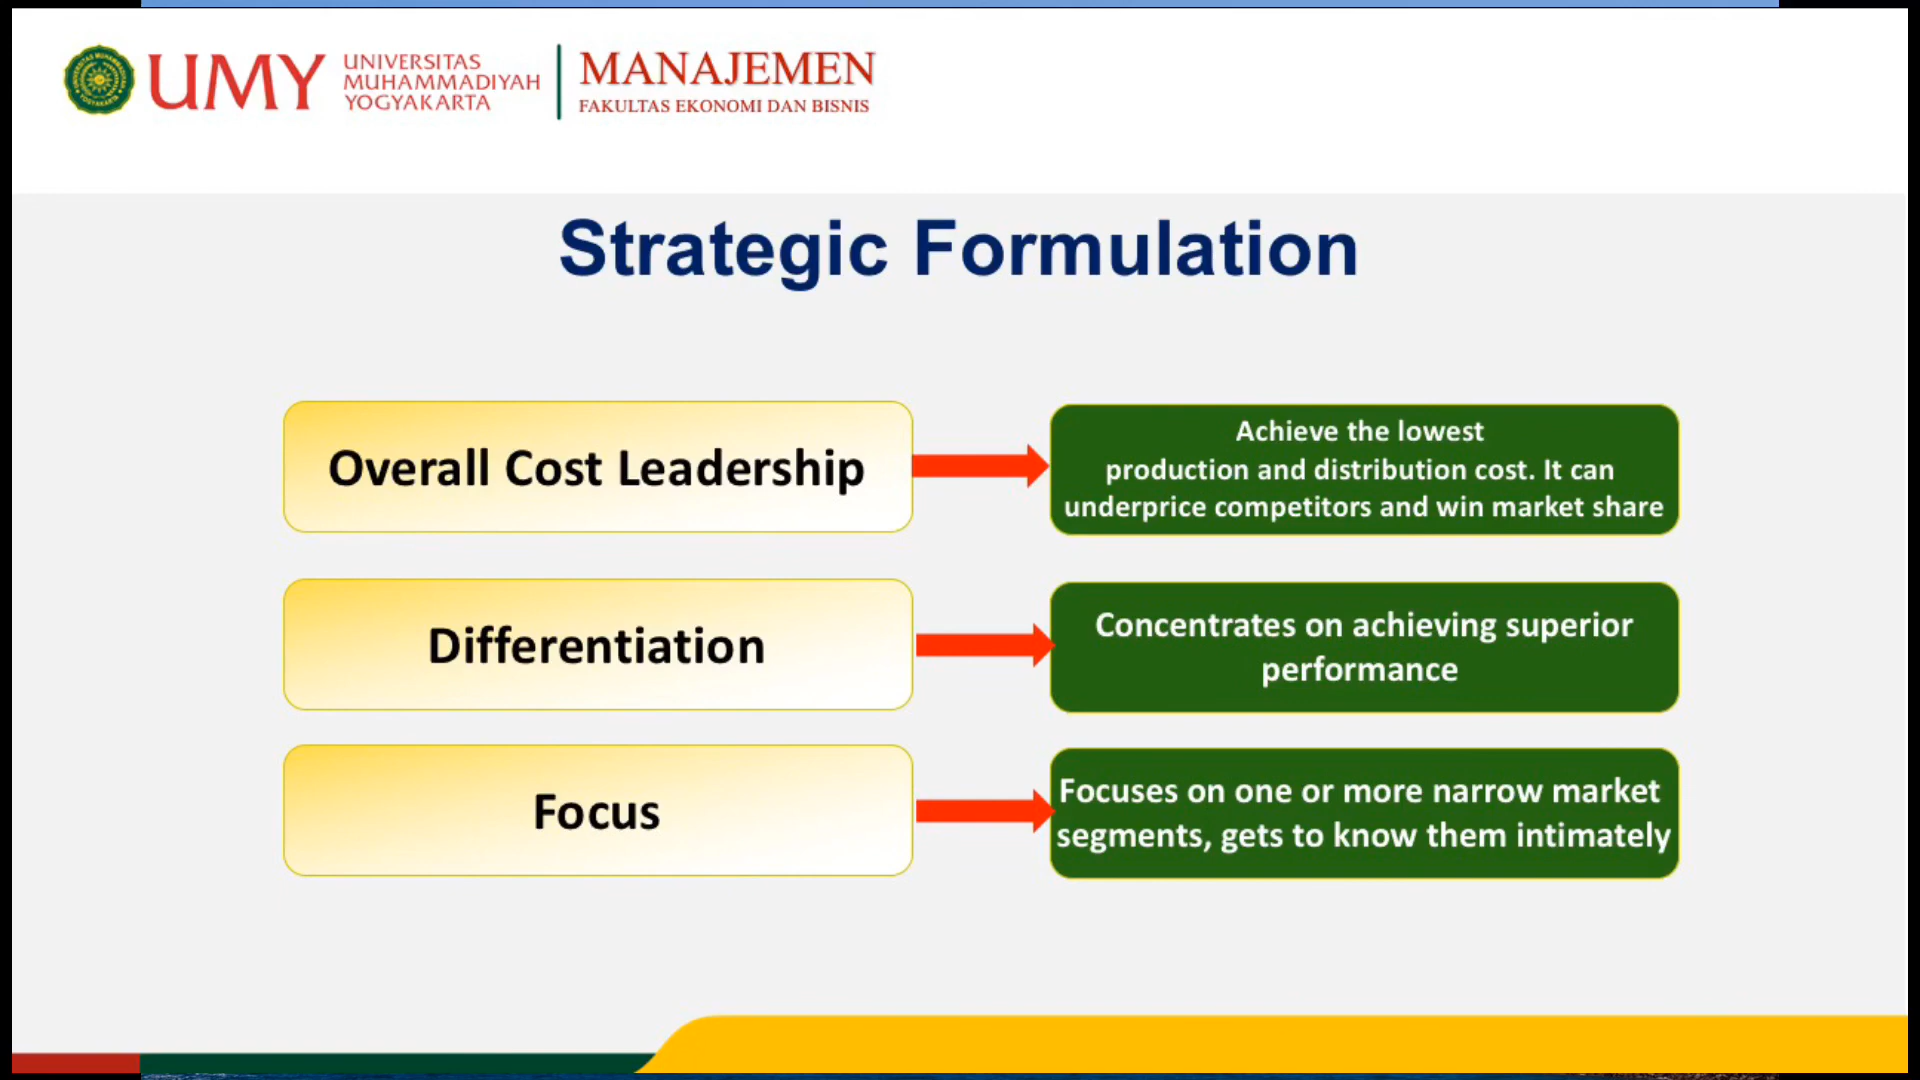 UMY
UNIVERSITAS
MUHAMMADIYAH
YOGYAKARTA
MANAJEMEN
FAKULTAS EKONOMI DAN BISNIS
Strategic Formulation
Overall Cost Leadership
Achieve the lowest
production and distribution cost. It can
underprice competitors and win market share
Differentiation
Concentrates on achieving superior
performance
Focus
Focuses on one or more narrow market
segments, gets to know them intimately